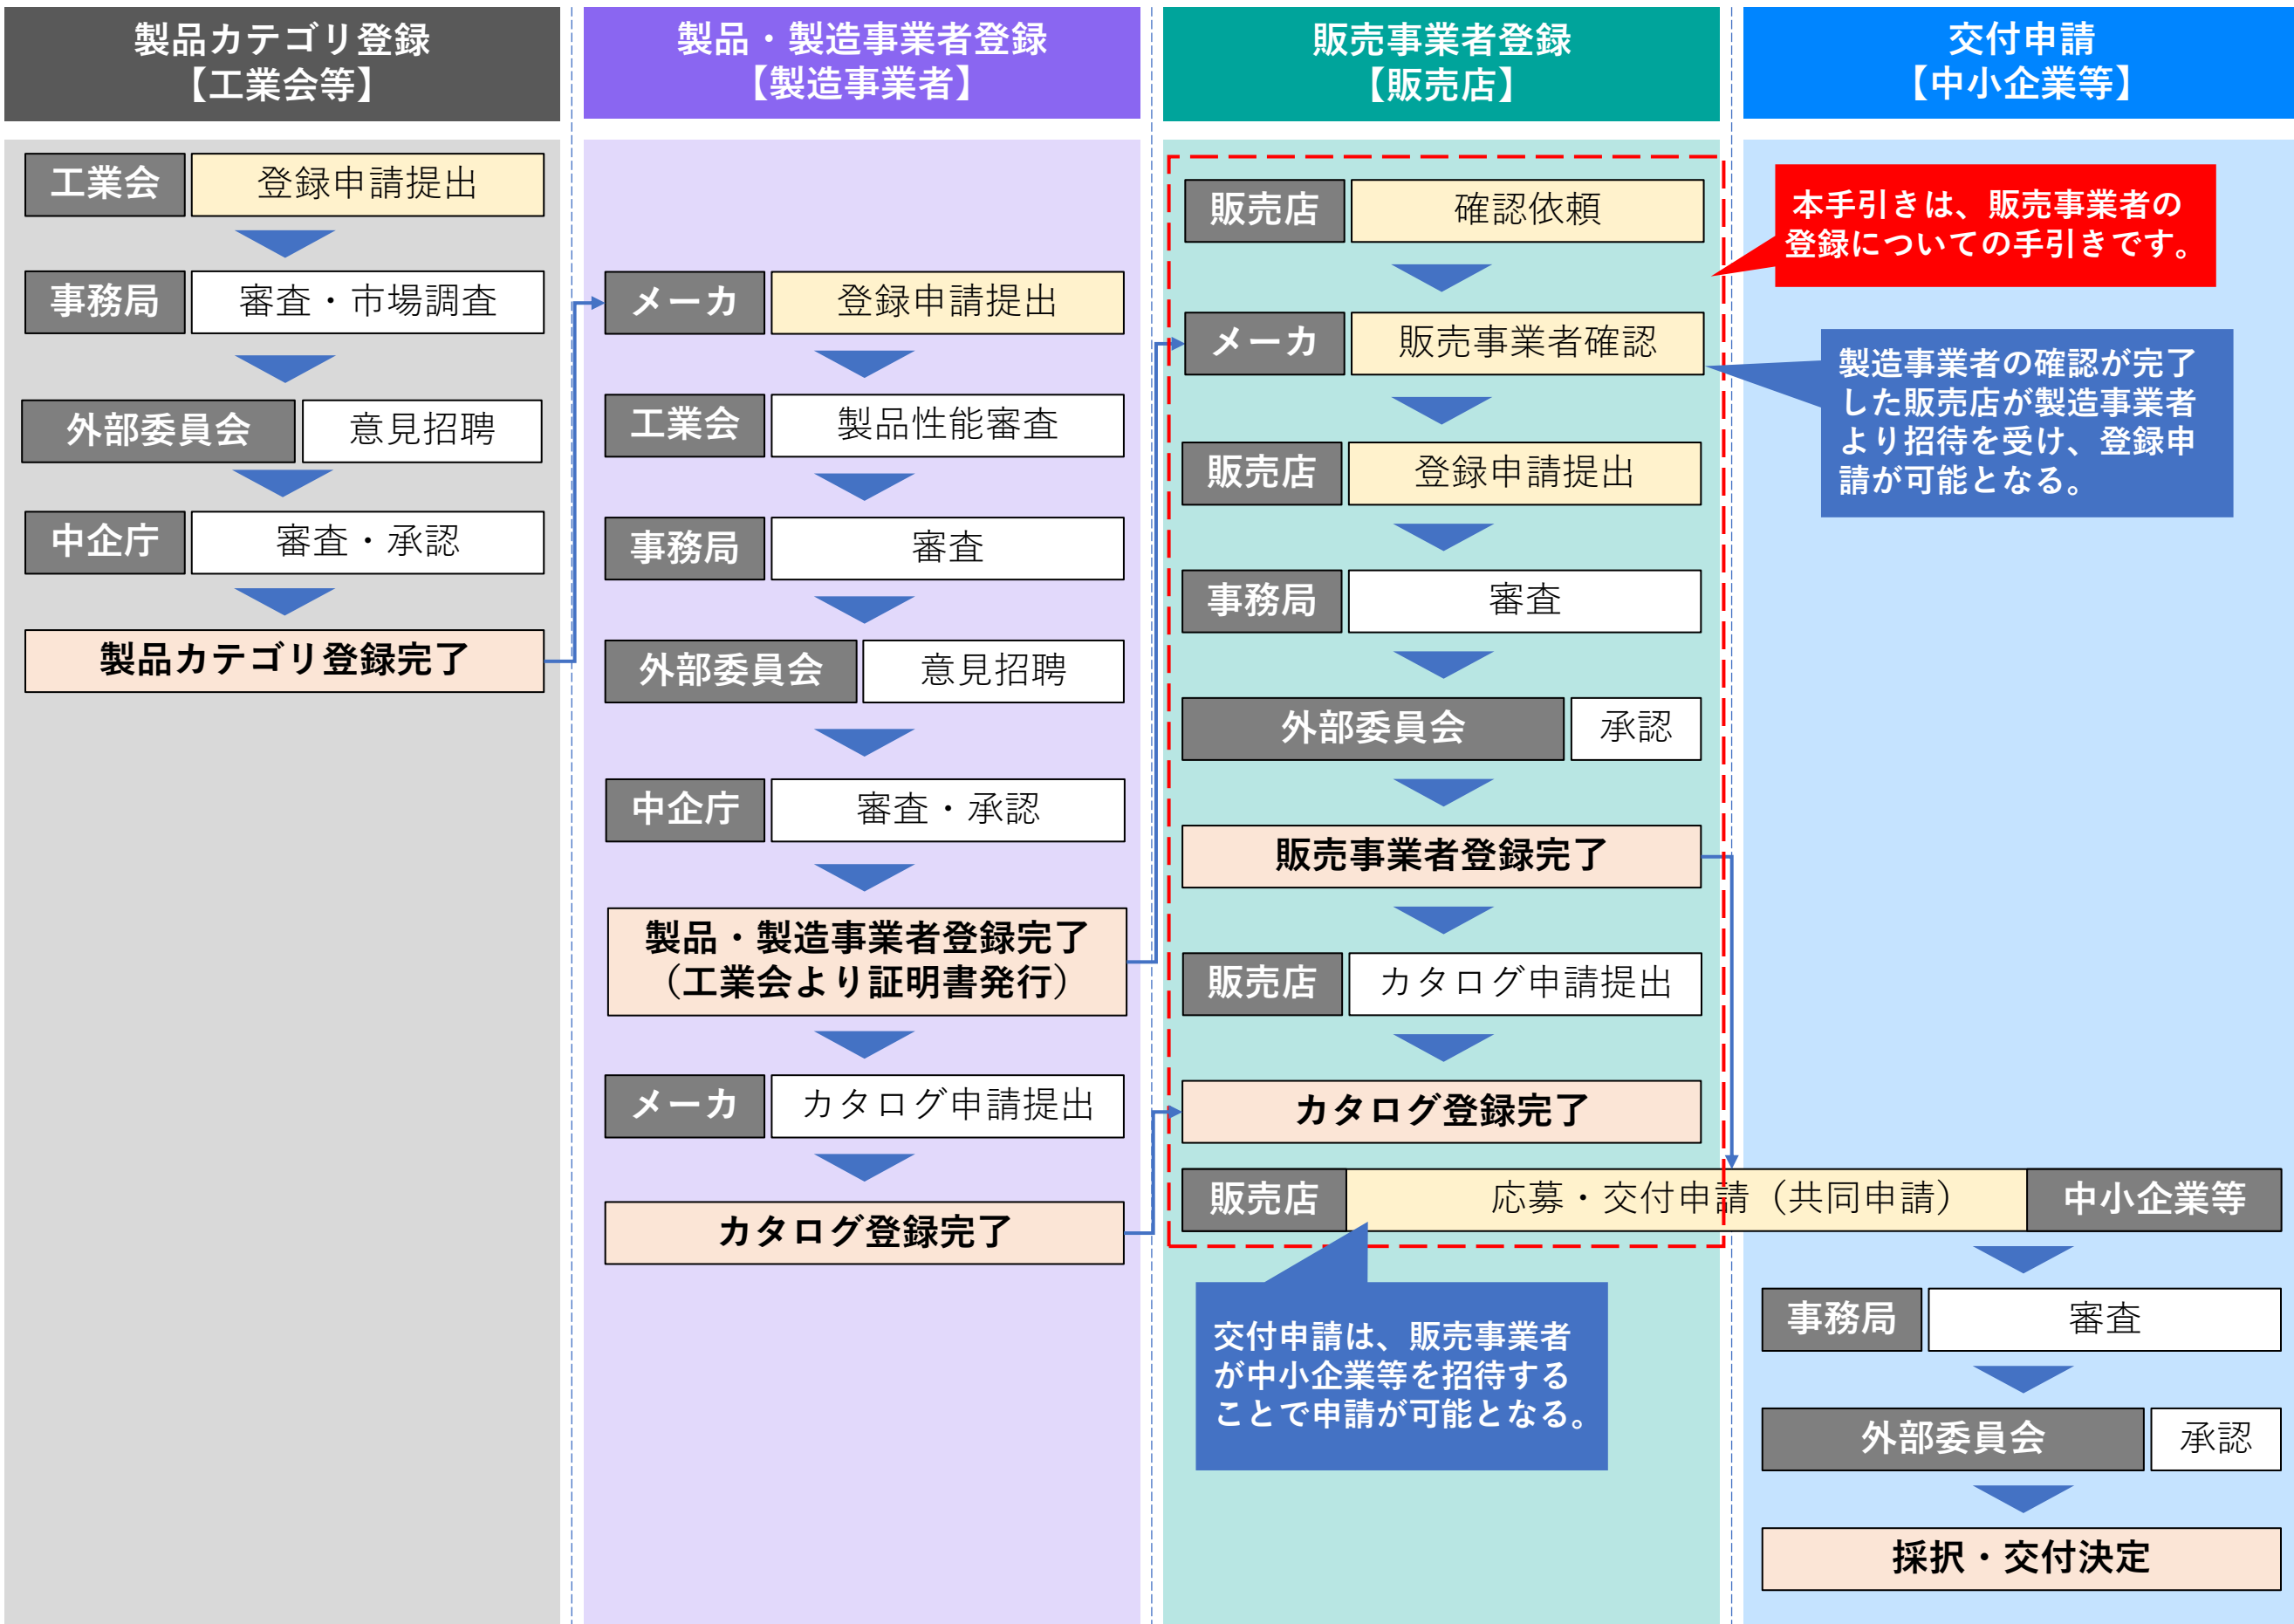 製品カテゴリ登録
【工業会等】
工業会 登録申請提出
事務局 審査・市場調査
外部委員会 意見招聘
中企庁 審査・承認
製品カテゴリ登録完了
製品・製造事業者登録
【製造事業者】
メーカ 登録申請提出
工業会 製品性能審査
事務局 審査
外部委員会 意見招聘
中企庁 審査・承認
製品・製造事業者登録完了
（工業会より証明書発行）
メーカ カタログ申請提出
カタログ登録完了
販売事業者登録
【販売店】
販売店 確認依頼
メーカ 販売事業者確認
販売店 登録申請提出
事務局 審査
外部委員会 承認
販売事業者登録完了
販売店 カタログ申請提出
カタログ登録完了
販売店 応募・交付申請（共同申請） 中小企業等
交付申請は、販売事業者
が中小企業等を招待する
ことで申請が可能となる。
交付申請
【中小企業等】
本手引きは、販売事業者の
登録についての手引きです。
製造事業者の確認が完了
した販売店が製造事業者
より招待を受け、登録申
請が可能となる。
事務局 審査
外部委員会 承認
採択・交付決定